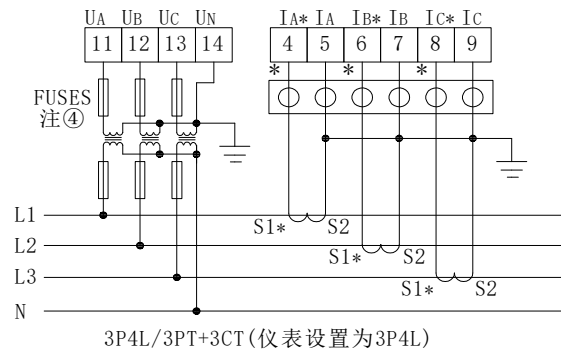 UA UB UC UN IA* IA IB* IB IC* IC
11 12 13 14 4 5 6 7 8 9
* * *
FUSES
注④
L1
S1* S2
L2
S1* S2
L3
S1* S2
N
3P4L/3PT+3CT(仪表设置为3P4L)